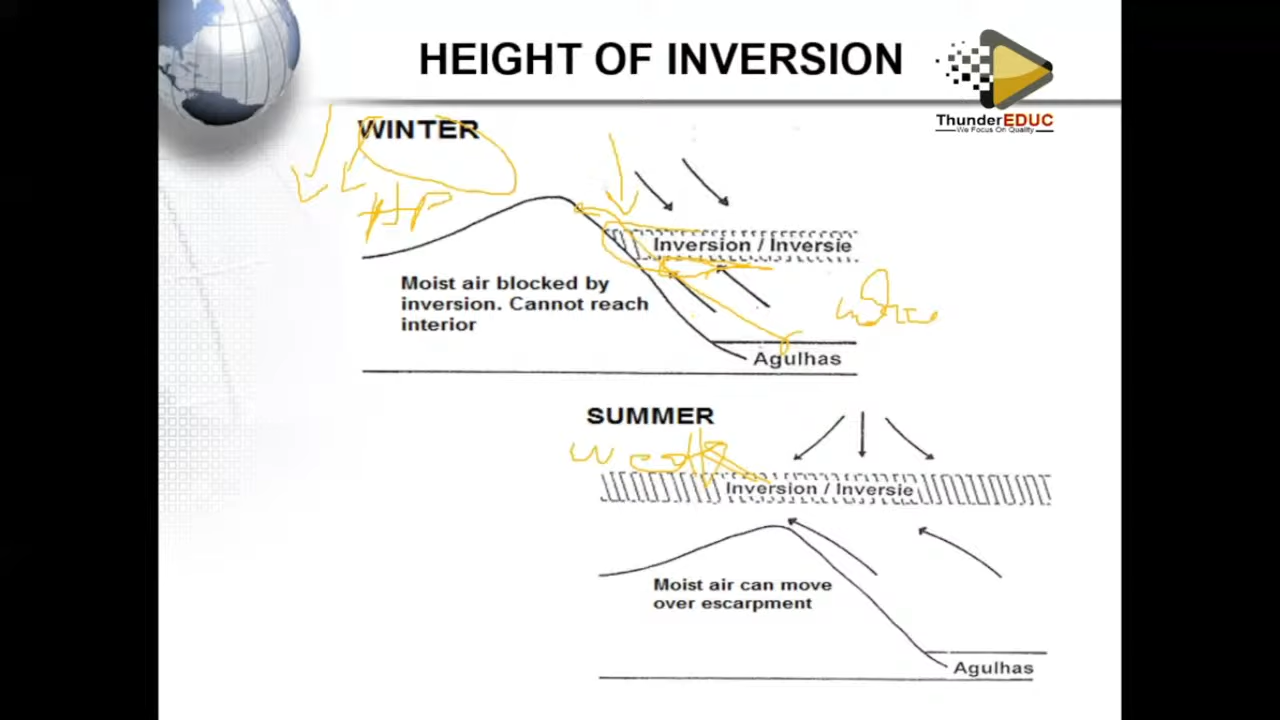 HEIGHT OF INVERSION
ThunderEDUC
We Focus On Quality
WINTER
HP
Inversion / Inversie
Moist air blocked by
inversion. Cannot reach
interior
Agulhas
SUMMER
Inversion / Inversie
Moist air can move
over escarpment
Agulhas